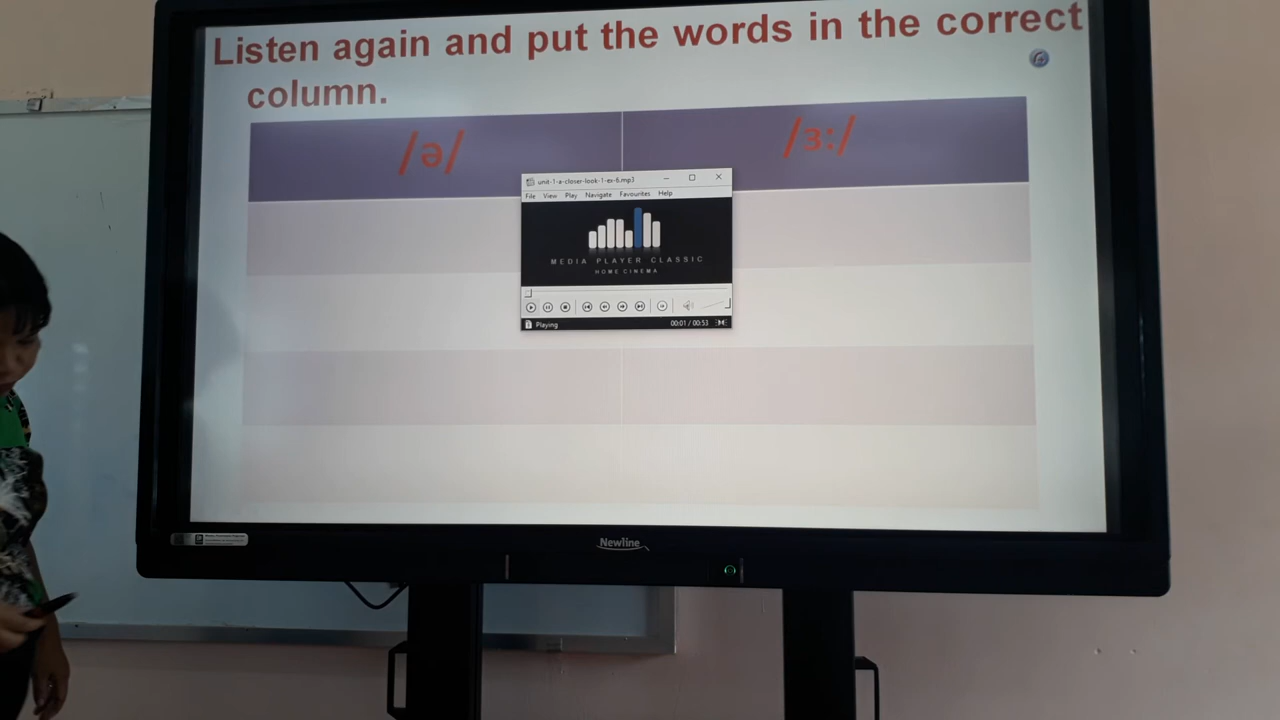 Listen again and put the words in the correct
column.
/ə/
/ɜ:/
unit-1-a-closer-look-1-ex-6.mp3
File View Play Navigate Favourites Help
MEDIA PLAYER CLASSIC
HOME CINEMA
Playing
00:01 / 00:53
Newline